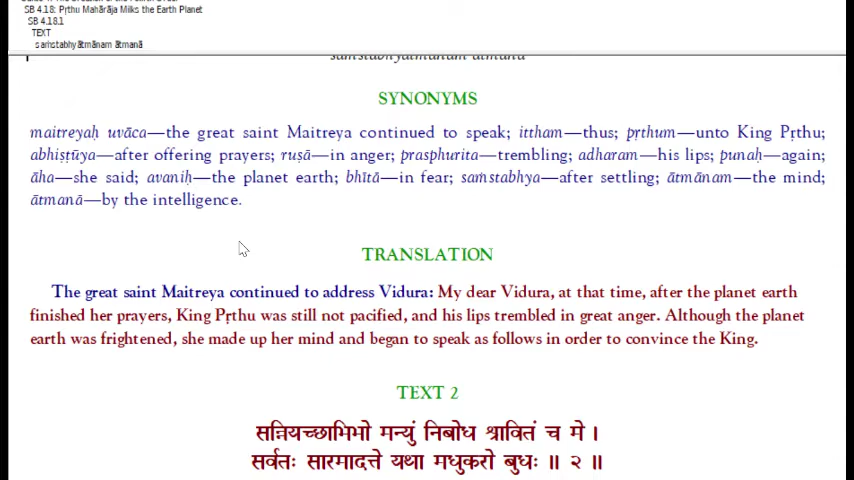 SB 4.18: Pṛthu Mahārāja Milks the Earth Planet
SB 4.18.1
TEXT
saṁstabhyātmānam ātmanā
saṁstabhyātmānam ātmanā
SYNONYMS
maitreyaḥ uvāca—the great saint Maitreya continued to speak; ittham—thus; pṛthum—unto King Pṛthu;
abhiṣṭūya—after offering prayers; ruṣā—in anger; prasphurita—trembling; adharam—his lips; punaḥ—again;
āha—she said; avaniḥ—the planet earth; bhītā—in fear; saṁstabhya—after settling; ātmānam—the mind;
ātmanā—by the intelligence.
TRANSLATION
The great saint Maitreya continued to address Vidura: My dear Vidura, at that time, after the planet earth
finished her prayers, King Pṛthu was still not pacified, and his lips trembled in great anger. Although the planet
earth was frightened, she made up her mind and began to speak as follows in order to convince the King.
TEXT 2
सन्नियच्छाभिभो मन्युं निबोध श्रावितं च मे ।
सर्वतः सारमादत्ते यथा मधुकरो बुधः ॥ २ ॥